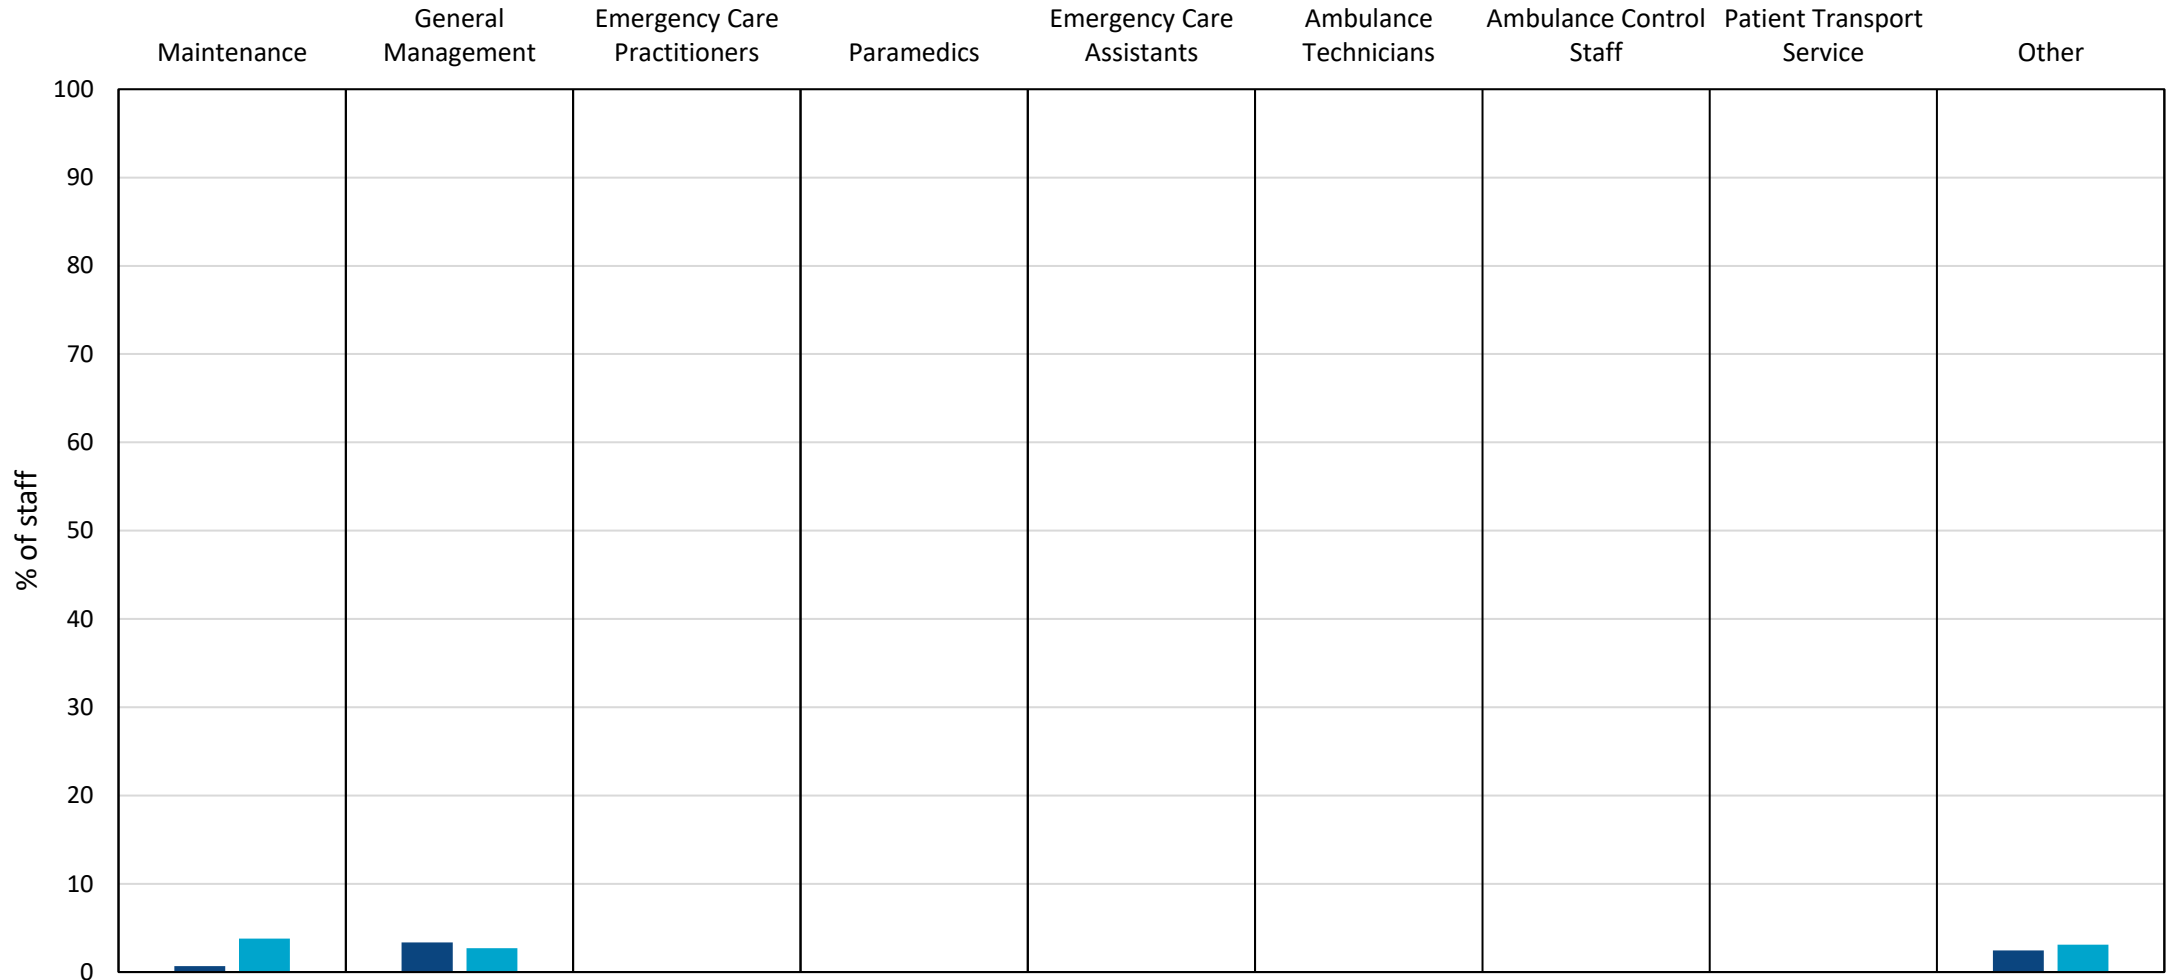 Maintenance
General
Management
Emergency Care
Practitioners
Paramedics
Emergency Care
Assistants
Ambulance
Technicians
Ambulance Control
Staff
Patient Transport
Service
Other
% of staff
100
90
80
70
60
50
40
30
20
10
0